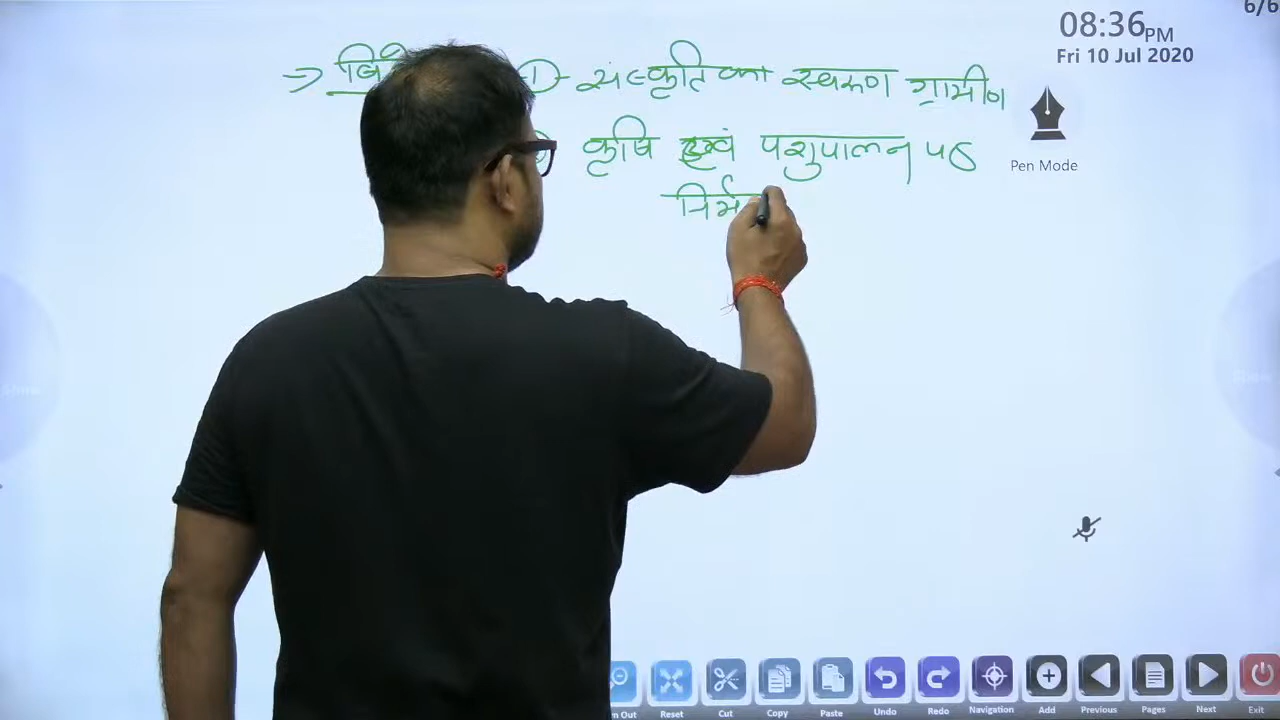 6/6
08:36PM
Fri 10 Jul 2020
→ ① - संस्कृति का स्वरूप ग्रामीण
कृषि एवं पशुपालन पर
Pen Mode
Reset Cut Copy Paste Undo Redo Navigation Add Previous Pages Next Exit